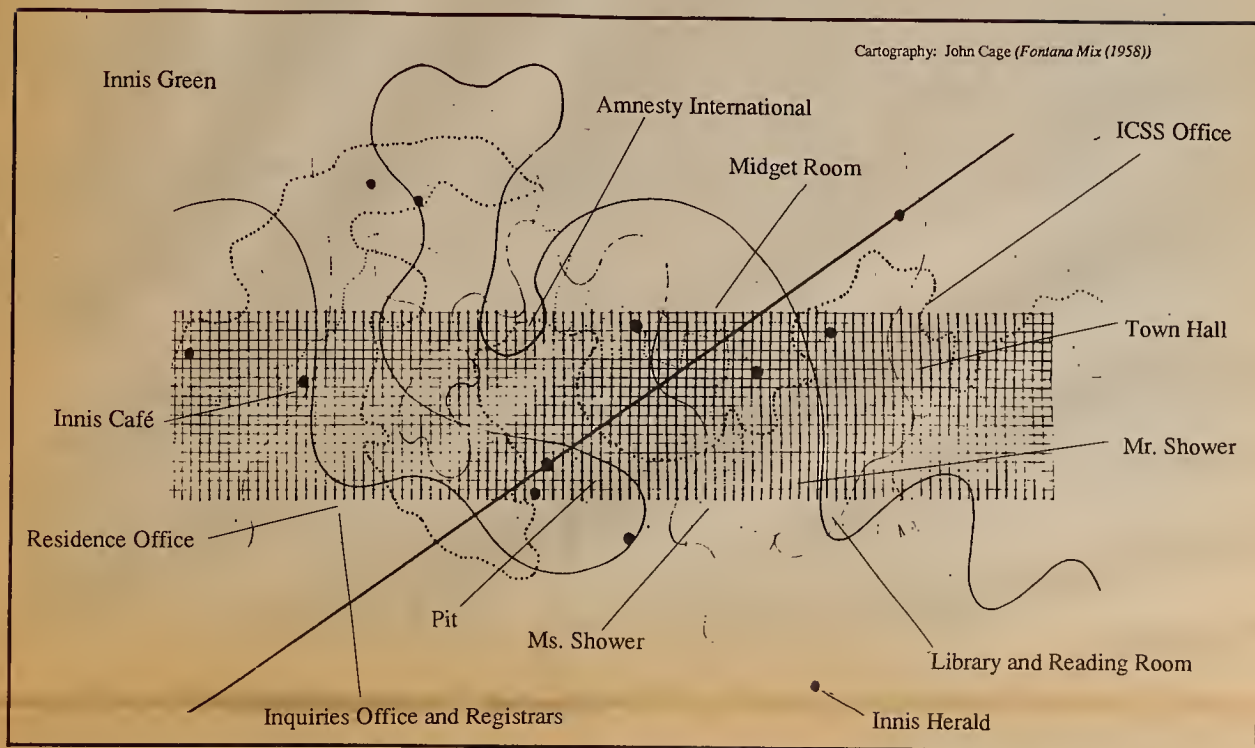 Cartography: John Cage (Fontana Mix (1958))
Innis Green
Amnesty International
ICSS Office
Midget Room
Town Hall
Innis Café
Mr. Shower
Residence Office
Pit
Ms. Shower
Library and Reading Room
Inquiries Office and Registrars
Innis Herald